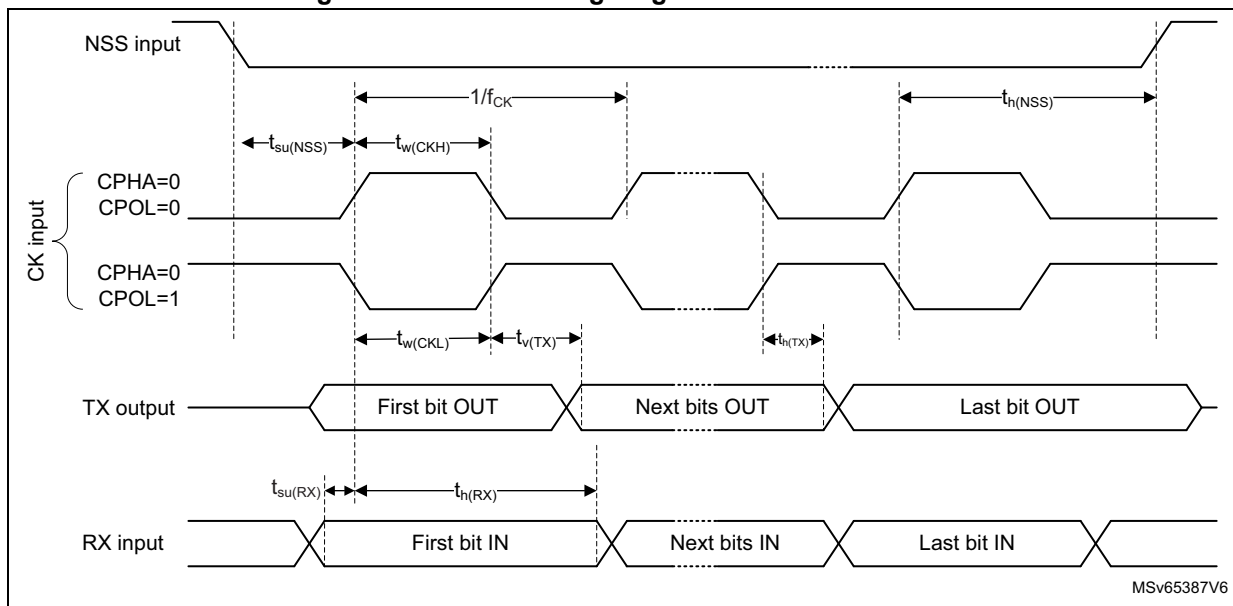 NSS input
1/fCK
th(NSS)
tsu(NSS)
tw(CKH)
CK input
CPHA=0
CPOL=0
CPHA=0
CPOL=1
tw(CKL)
tv(TX)
th(TX)
TX output
First bit OUT
Next bits OUT
Last bit OUT
tsu(RX)
th(RX)
RX input
First bit IN
Next bits IN
Last bit IN
MSv65387V6